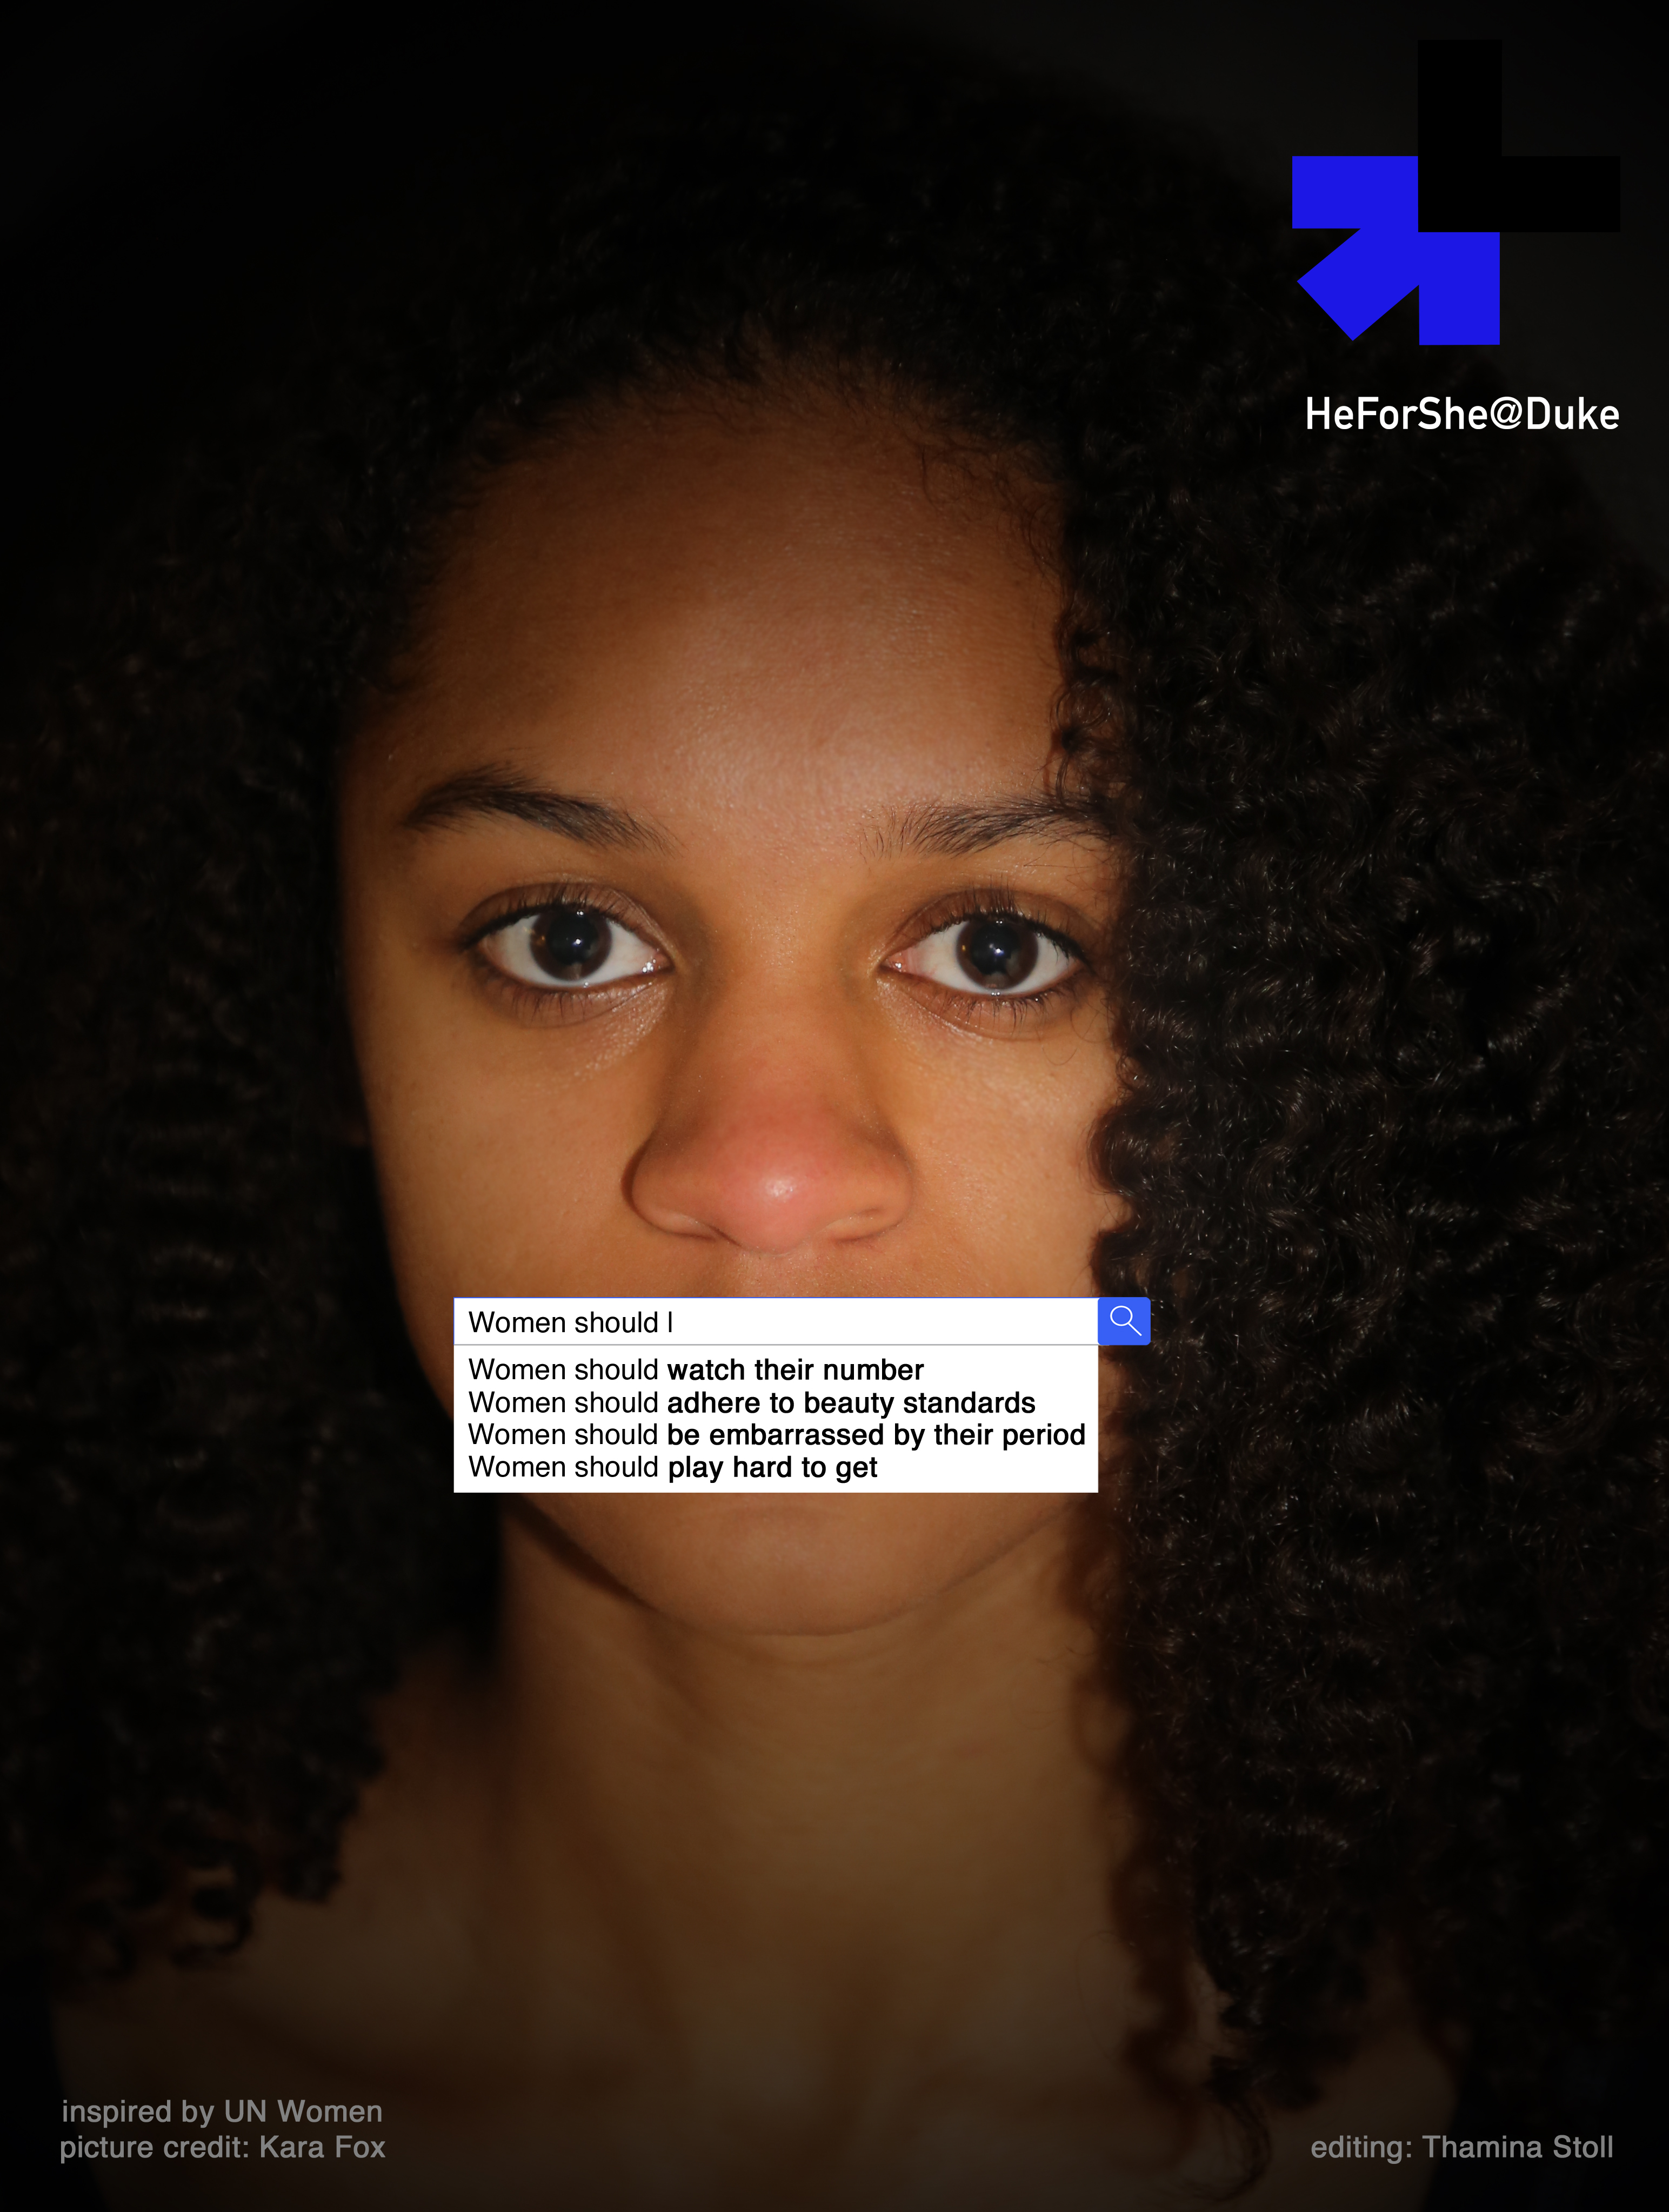 HeForShe@Duke
Women should
Women should watch their number
Women should adhere to beauty standards
Women should be embarrassed by their period
Women should play hard to get
inspired by UN Women
picture credit: Kara Fox
editing: Thamina Stoll